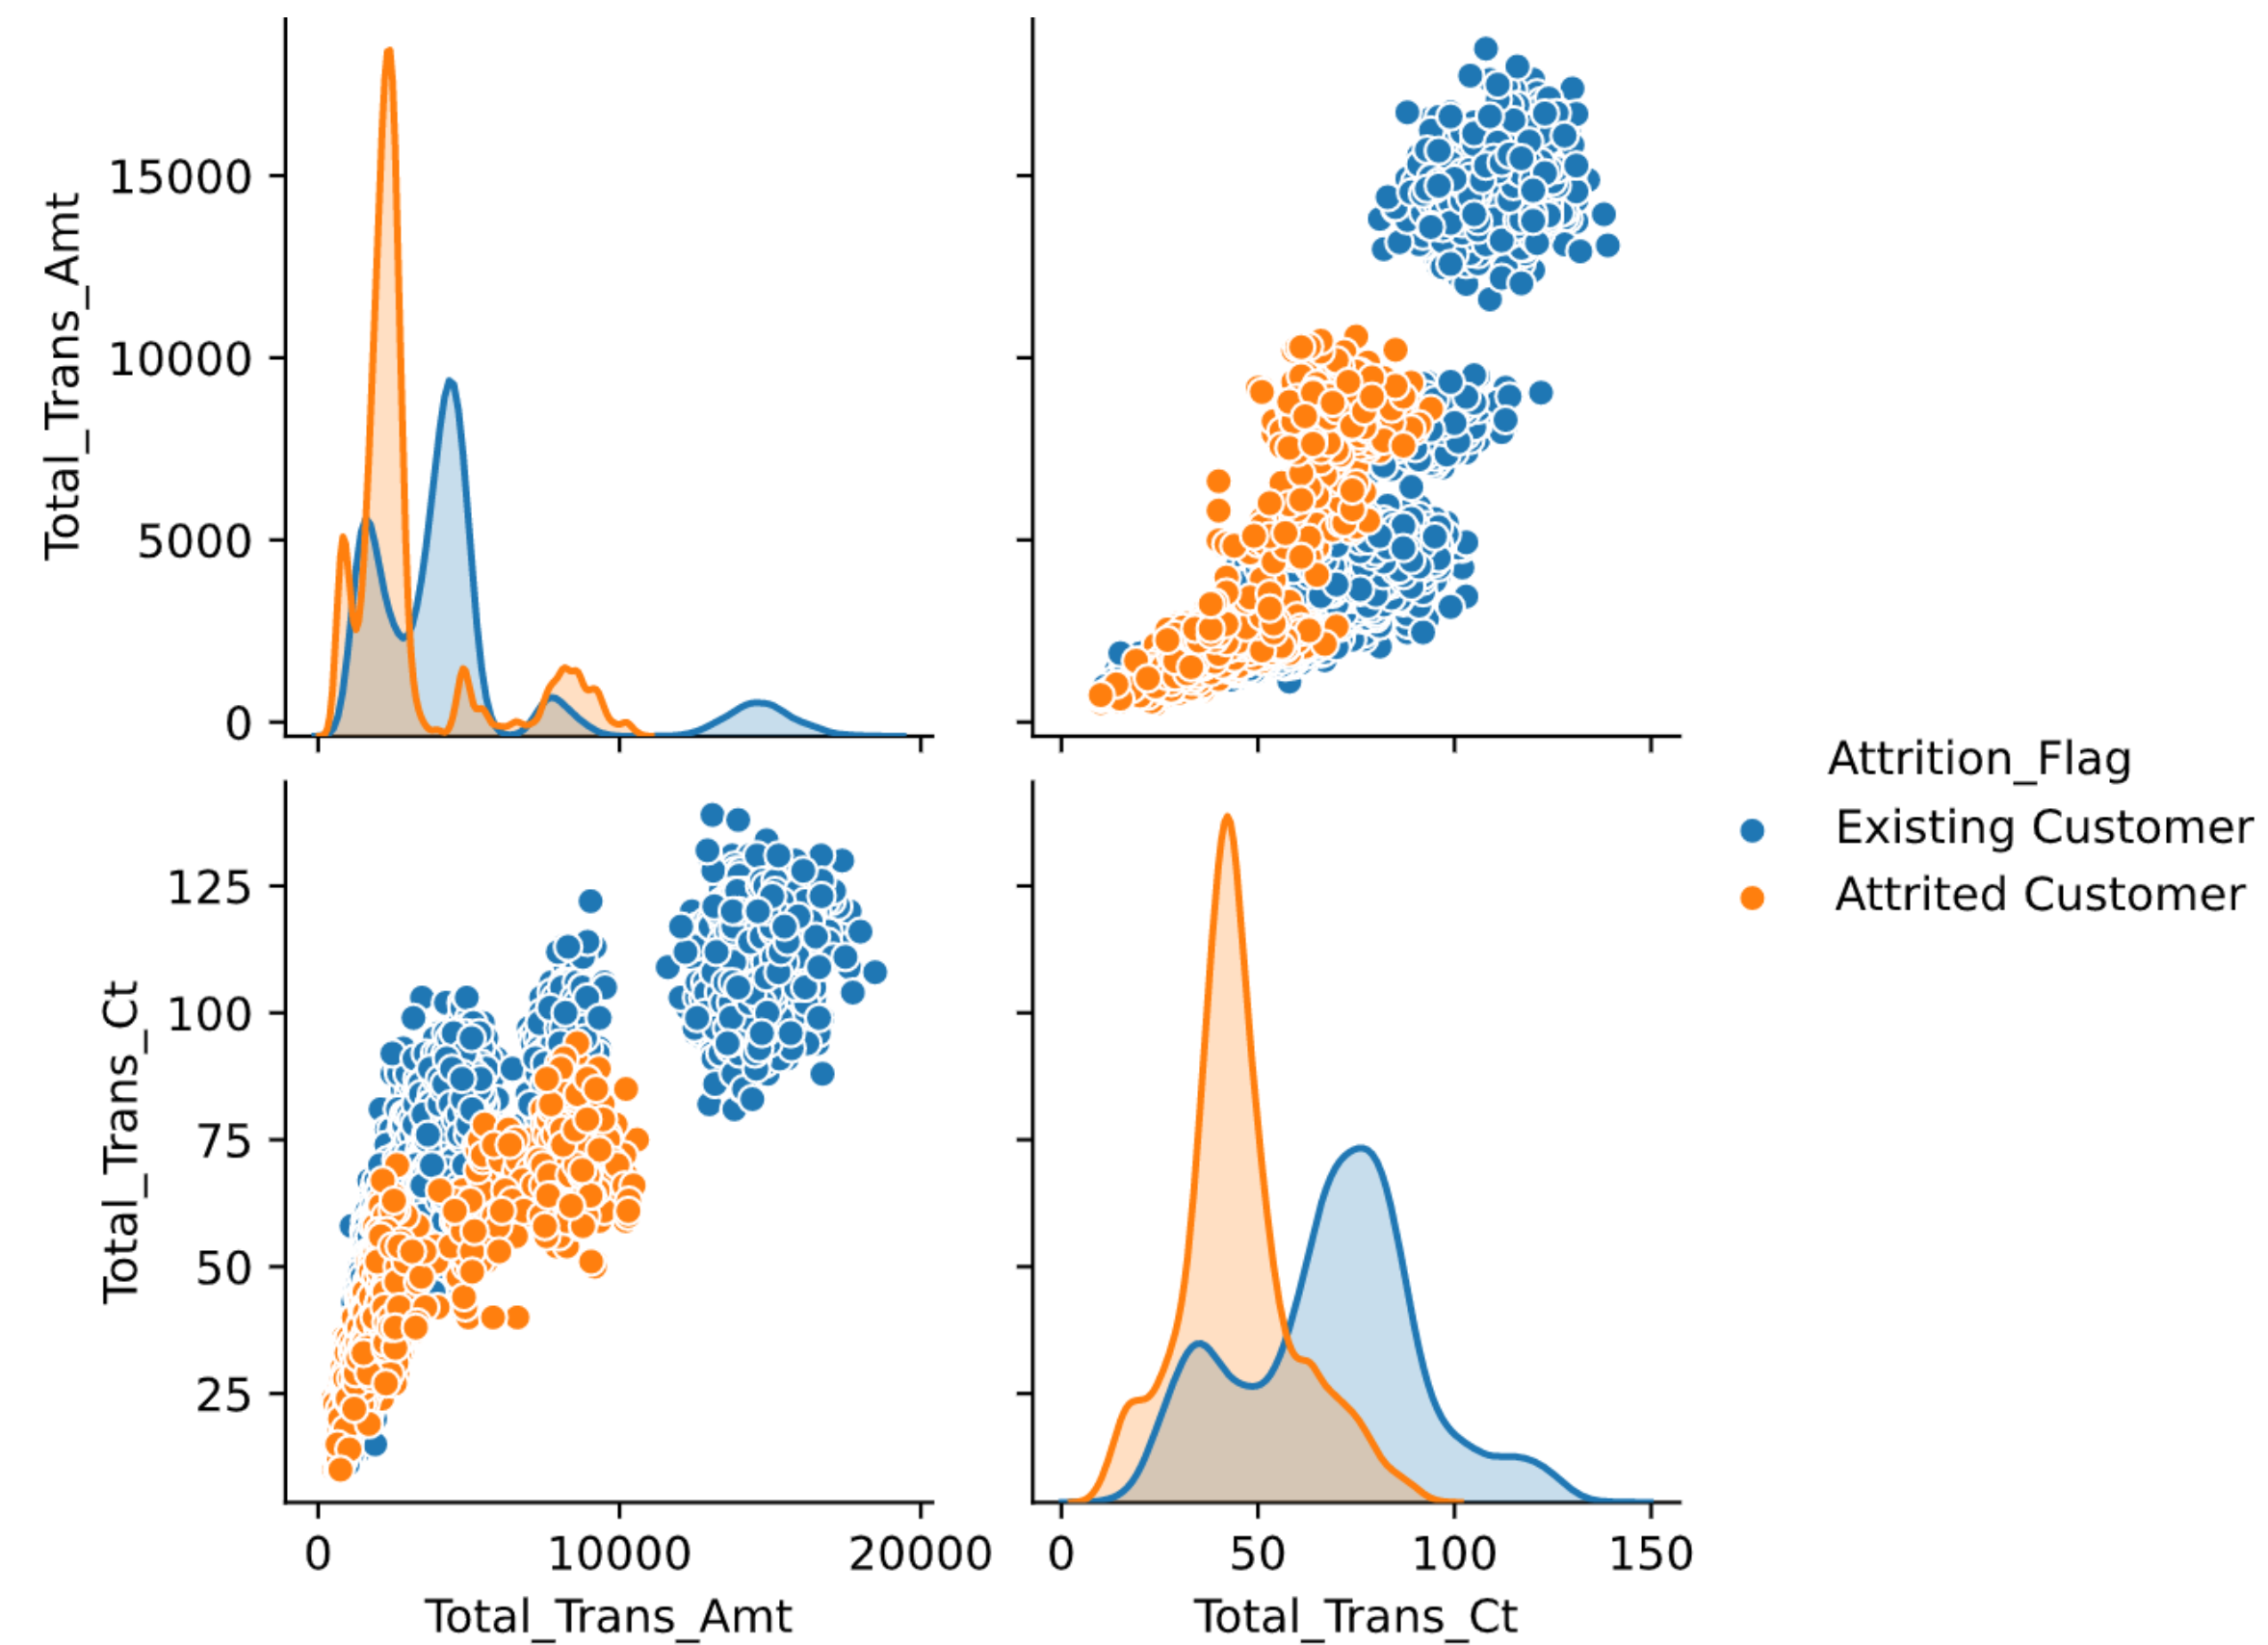 Total_Trans_Amt
15000
10000
5000
0
Total_Trans_Ct
125
100
75
50
25
0
10000
20000
Total_Trans_Amt
0
50
100
150
Total_Trans_Ct
Attrition_Flag
Existing Customer
Attrited Customer